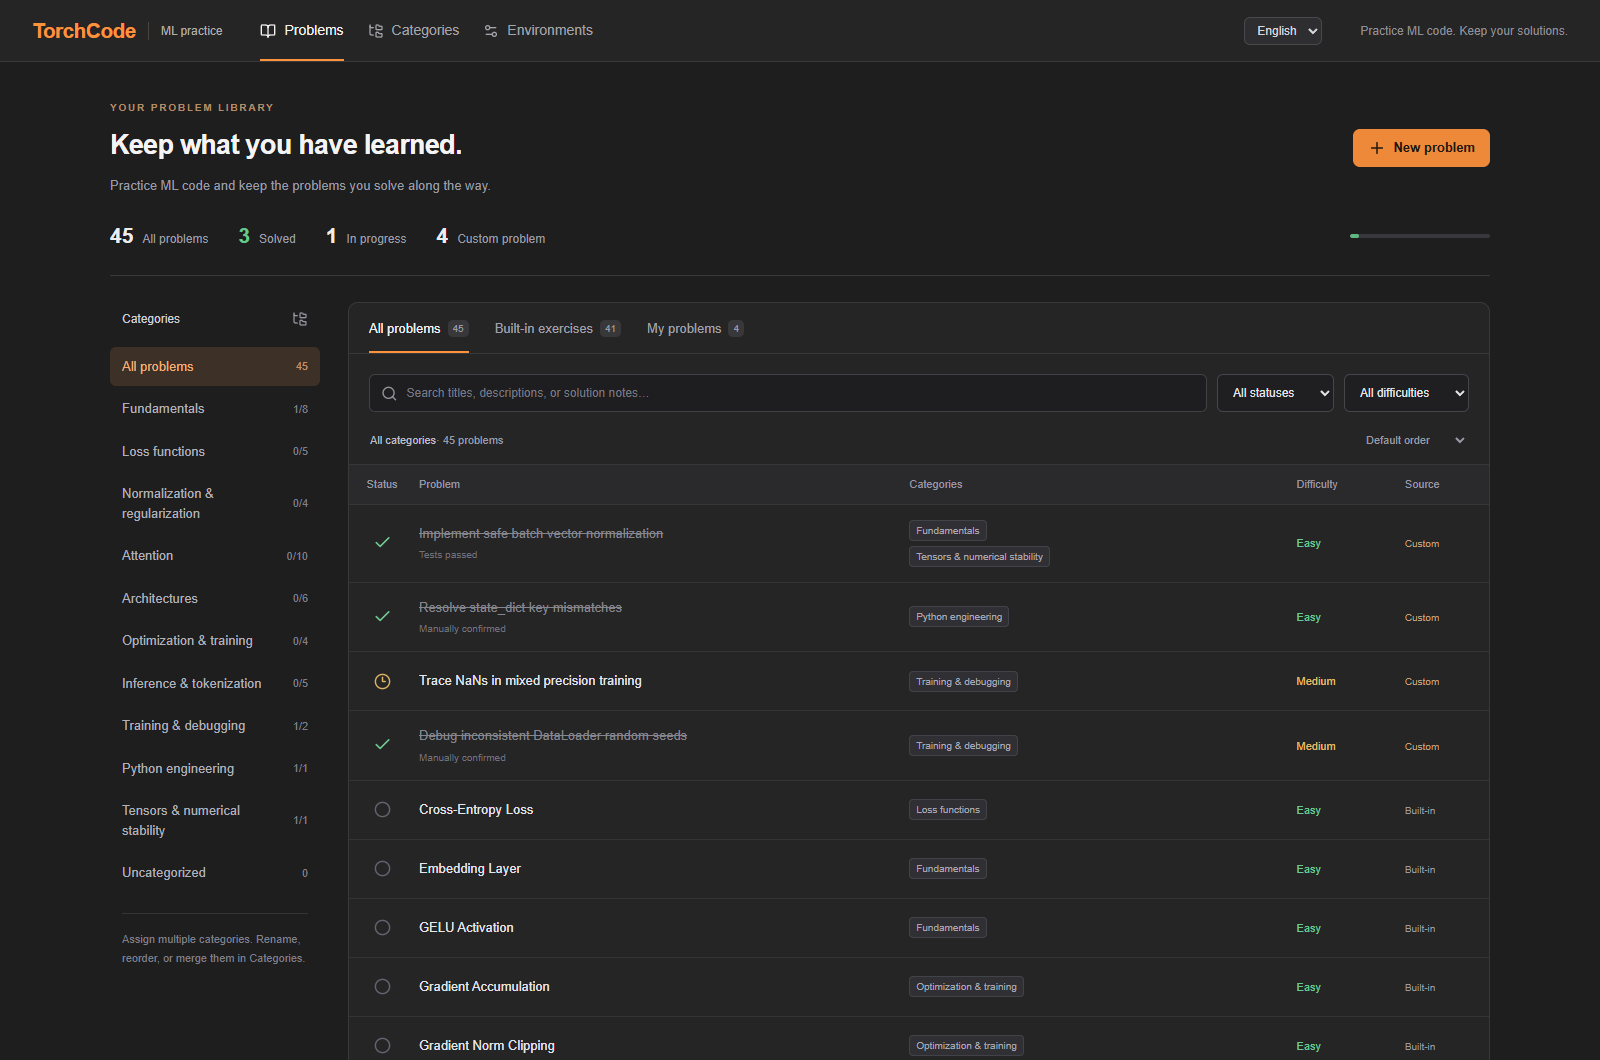 TorchCode
ML practice
Problems
Categories
Environments
English
Practice ML code. Keep your solutions.
YOUR PROBLEM LIBRARY
Keep what you have learned.
New problem
Practice ML code and keep the problems you solve along the way.
45 All problems
3 Solved
1 In progress
4 Custom problem
Categories
All problems 45
Fundamentals 1/8
Loss functions 0/5
Normalization &
regularization 0/4
Attention 0/10
Architectures 0/6
Optimization & training 0/4
Inference & tokenization 0/5
Training & debugging 1/2
Python engineering 1/1
Tensors & numerical
stability 1/1
Uncategorized 0
Assign multiple categories. Rename,
reorder, or merge them in Categories.
All problems 45
Built-in exercises 41
My problems 4
Search titles, descriptions, or solution notes…
All statuses
All difficulties
All categories · 45 problems
Default order
Status Problem Categories Difficulty Source
Implement safe batch vector normalization
Tests passed
Fundamentals
Tensors & numerical stability
Easy
Custom
Resolve state_dict key mismatches
Manually confirmed
Python engineering
Easy
Custom
Trace NaNs in mixed precision training
Training & debugging
Medium
Custom
Debug inconsistent DataLoader random seeds
Manually confirmed
Training & debugging
Medium
Custom
Cross-Entropy Loss
Loss functions
Easy
Built-in
Embedding Layer
Fundamentals
Easy
Built-in
GELU Activation
Fundamentals
Easy
Built-in
Gradient Accumulation
Optimization & training
Easy
Built-in
Gradient Norm Clipping
Optimization & training
Easy
Built-in